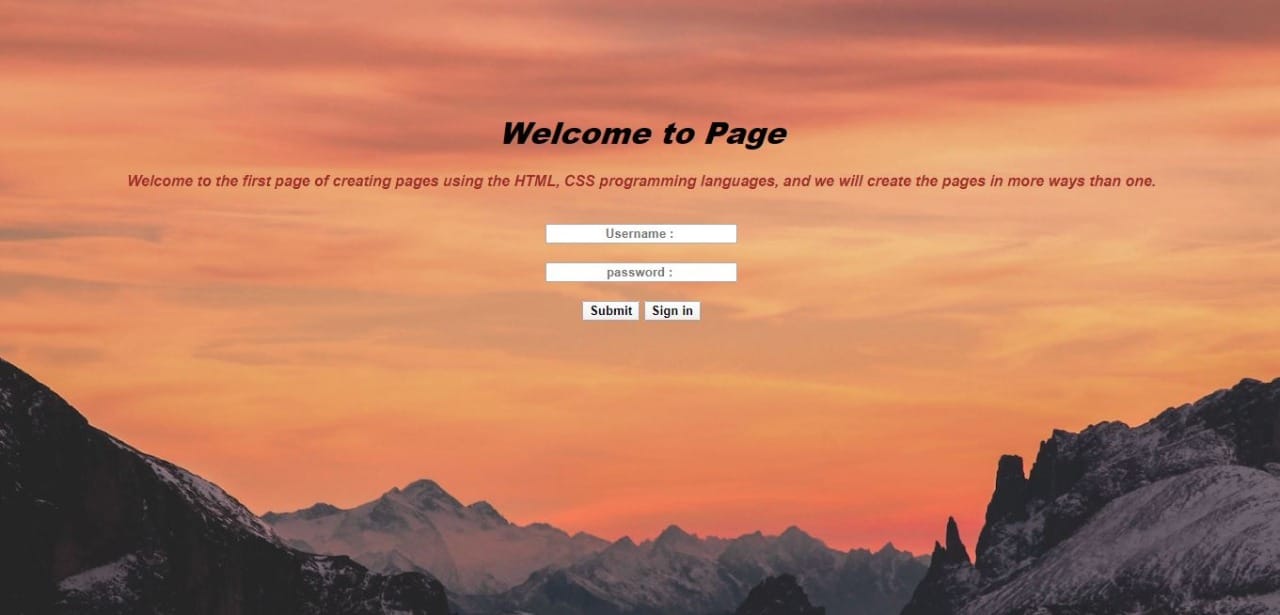 Welcome to Page
Welcome to the first page of creating pages using the HTML, CSS programming languages, and we will create the pages in more ways than one.
Username :
password :
Submit Sign in